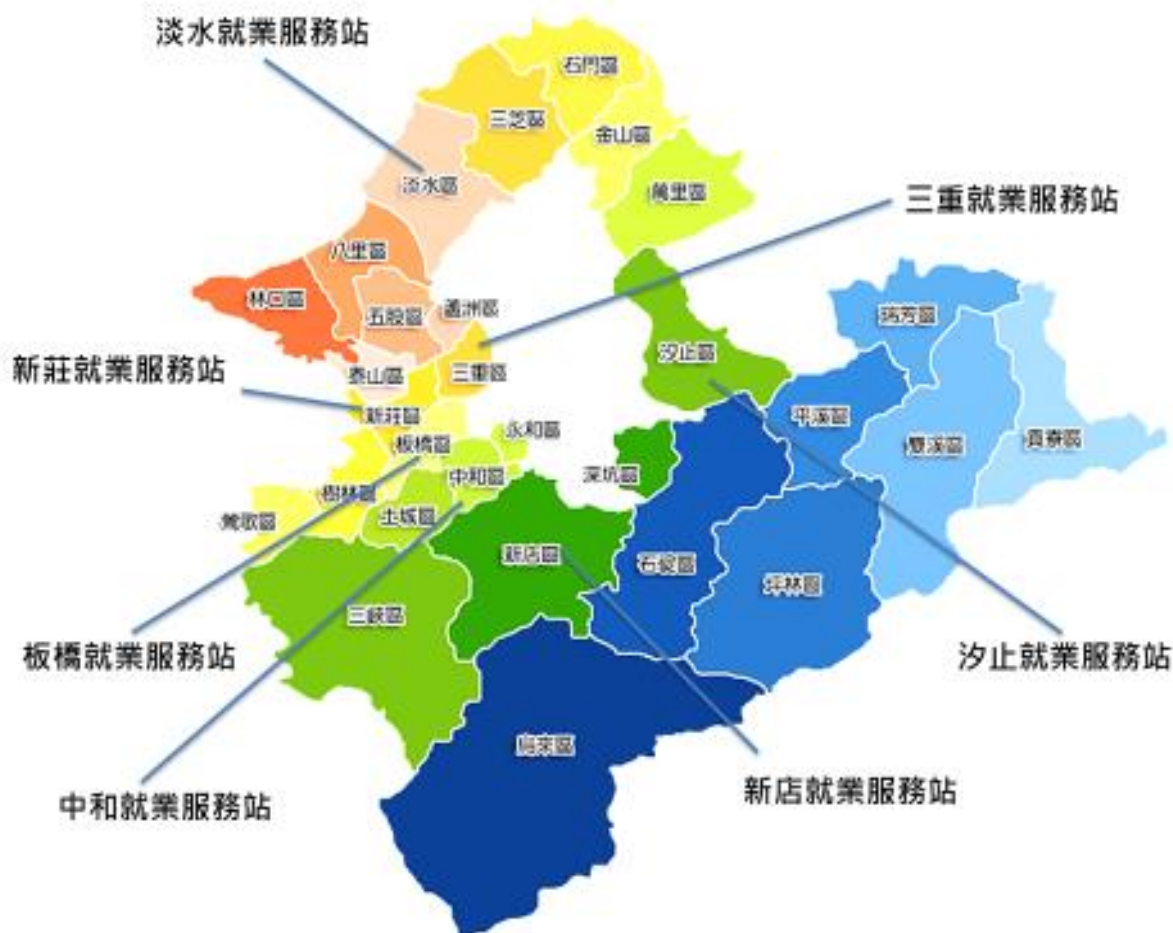 淡水就業服務站
石門區
三芝區
金山區
淡水區
萬里區
三重就業服務站
八里區
林口區
五股區
蘆洲區
瑞芳區
汐止區
新莊就業服務站
泰山區
三重區
新莊區
平溪區
永和區
板橋區
雙溪區
貢寮區
中和區
深坑區
樹林區
土城區
鶯歌區
新店區
石碇區
坪林區
三峽區
板橋就業服務站
汐止就業服務站
烏來區
新店就業服務站
中和就業服務站